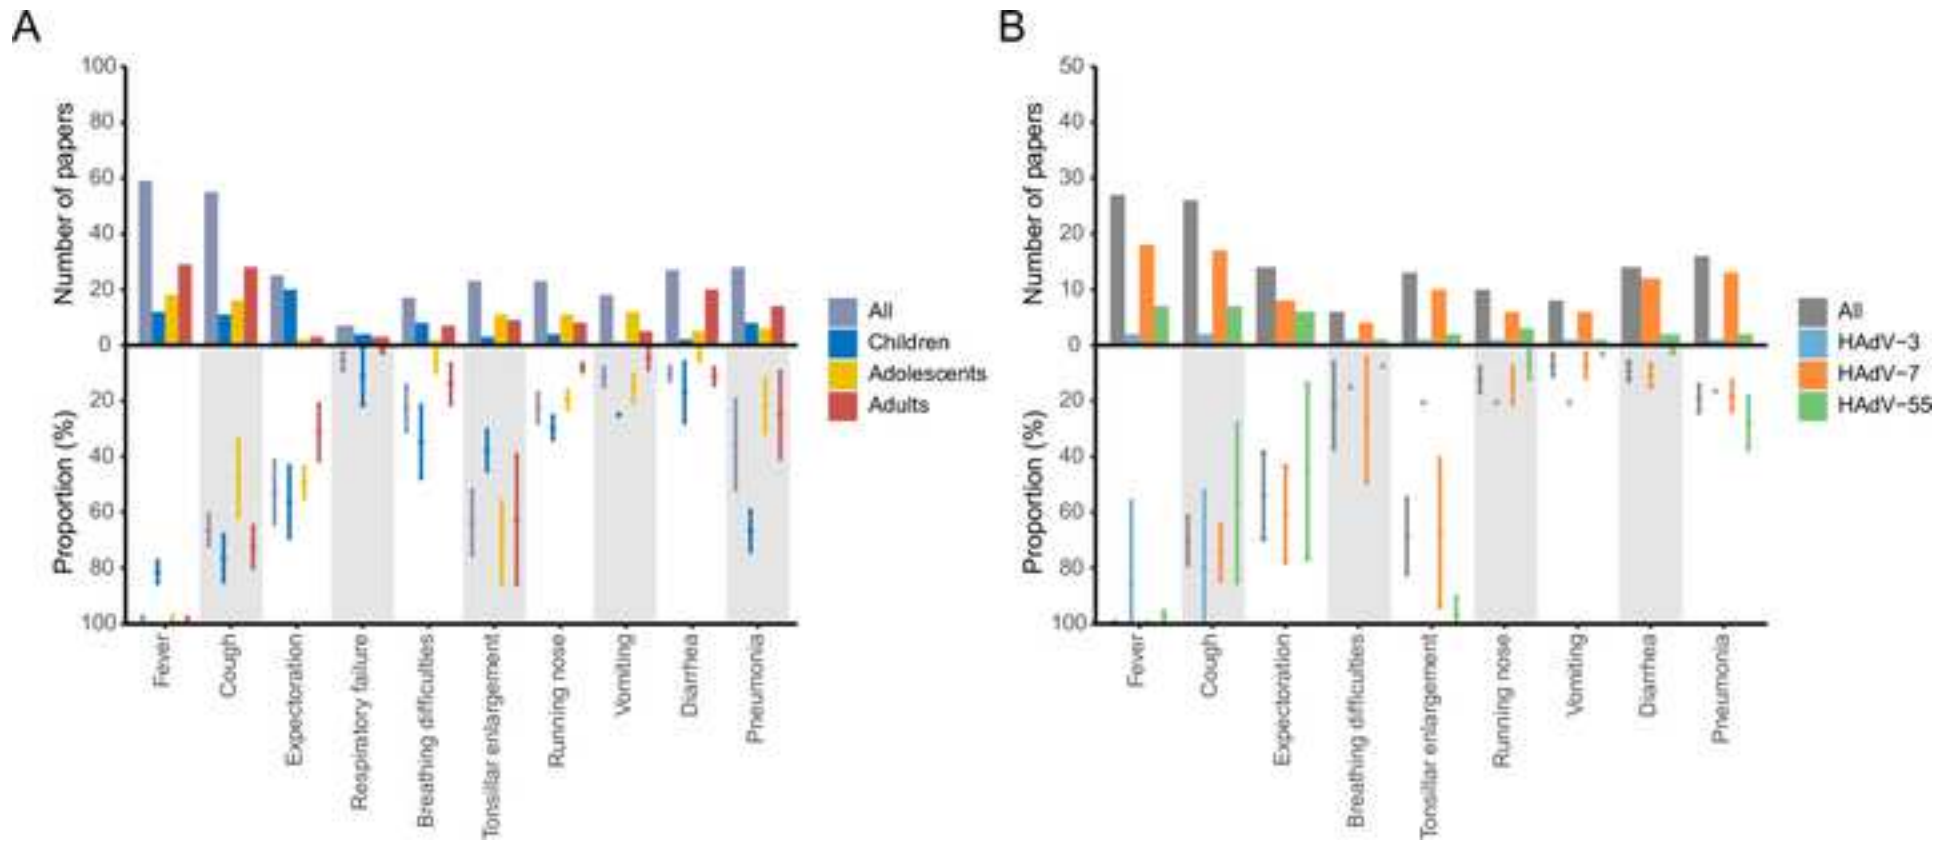 A
Number of papers
100
80
60
40
20
0
Proportion (%)
20
40
60
80
100
Fever
Cough
Expectoration
Respiratory failure
Breathing difficulties
Tonsillar enlargement
Running nose
Vomiting
Diarrhea
Pneumonia
All
Children
Adolescents
Adults
B
Number of papers
50
40
30
20
10
0
Proportion (%)
20
40
60
80
100
Fever
Cough
Expectoration
Breathing difficulties
Tonsillar enlargement
Running nose
Vomiting
Diarrhea
Pneumonia
All
HAdV−3
HAdV−7
HAdV−55